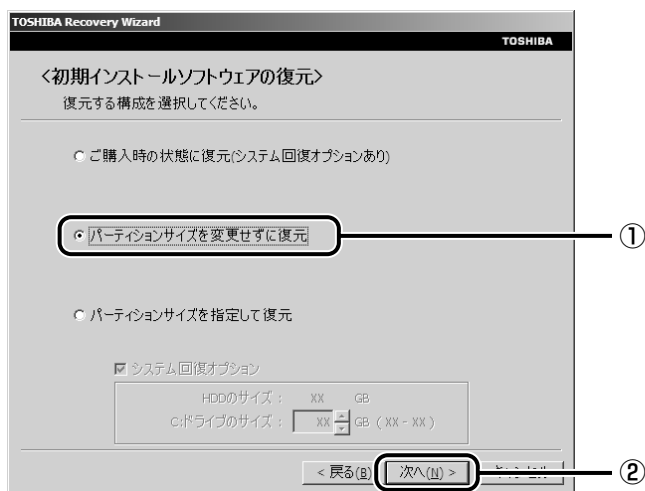 TOSHIBA Recovery Wizard
TOSHIBA
<初期インストールソフトウェアの復元>
復元する構成を選択してください。
ご購入時の状態に復元(システム回復オプションあり)
パーティションサイズを変更せずに復元
①
パーティションサイズを指定して復元
システム回復オプション
HDDのサイズ : XX GB
C:ドライブのサイズ : XX GB ( XX - XX )
< 戻る(B) 次へ(N) >
②